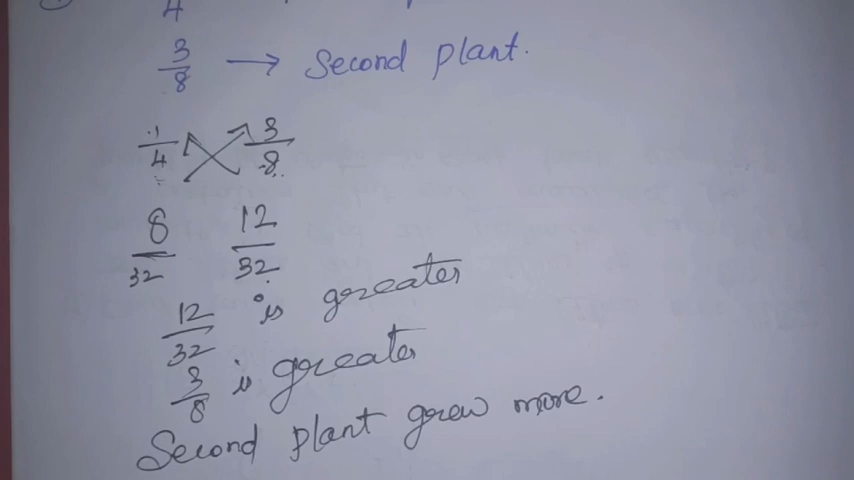 4
3/8 → Second plant.
1/4 3/8
8/32 12/32
12/32 is greater
3/8 is greater
Second plant grew more.